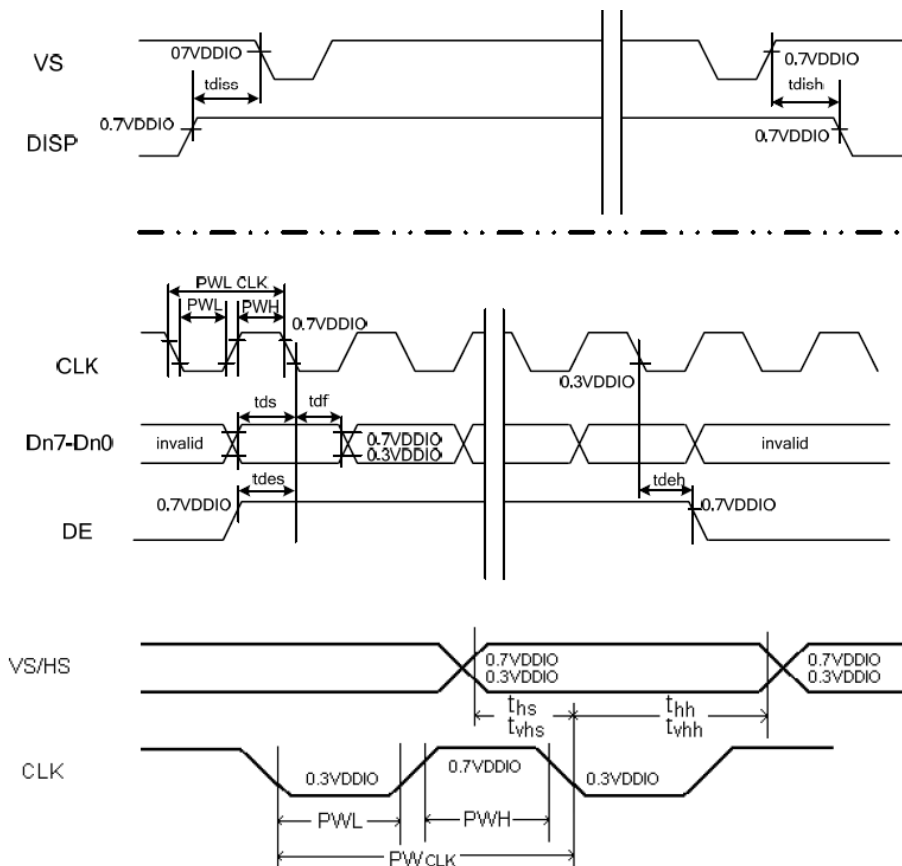 VS
07VDDIO
0.7VDDIO
tdiss
tdish
0.7VDDIO
0.7VDDIO
DISP
PWL CLK
PWL
PWH
0.7VDDIO
CLK
0.3VDDIO
tds
tdf
Dn7-Dn0
invalid
0.7VDDIO
0.3VDDIO
invalid
tdes
tdeh
0.7VDDIO
0.7VDDIO
DE
VS/HS
0.7VDDIO
0.3VDDIO
0.7VDDIO
0.3VDDIO
ths
tvhs
thh
tvhh
CLK
0.3VDDIO
0.7VDDIO
0.3VDDIO
PWL
PWH
PWCLK